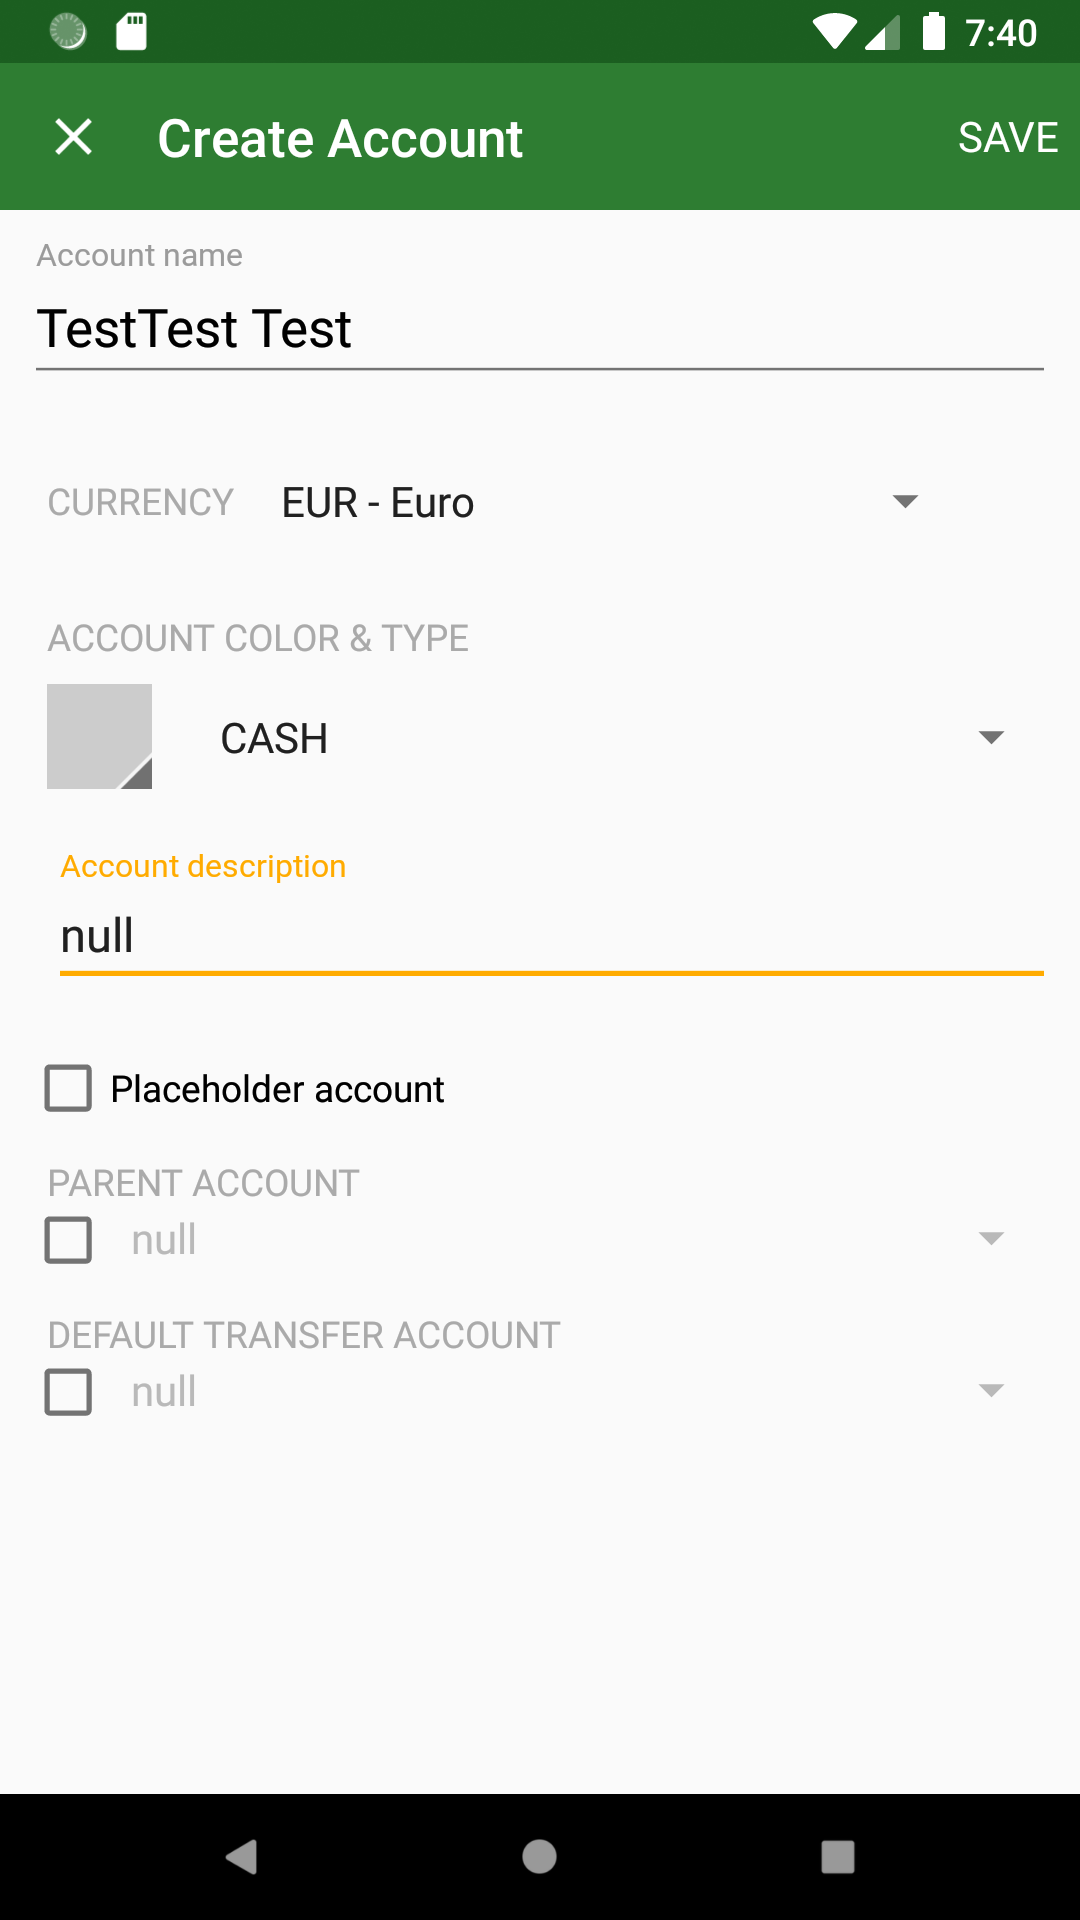 7:40
Create Account
SAVE
Account name
TestTest Test
CURRENCY EUR - Euro
ACCOUNT COLOR & TYPE
CASH
Account description
null
Placeholder account
PARENT ACCOUNT
null
DEFAULT TRANSFER ACCOUNT
null